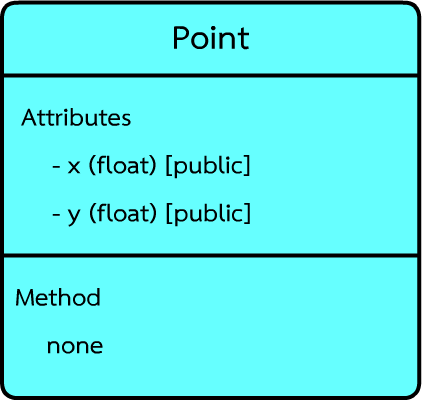 Point
Attributes
- x (float) [public]
- y (float) [public]
Method
none